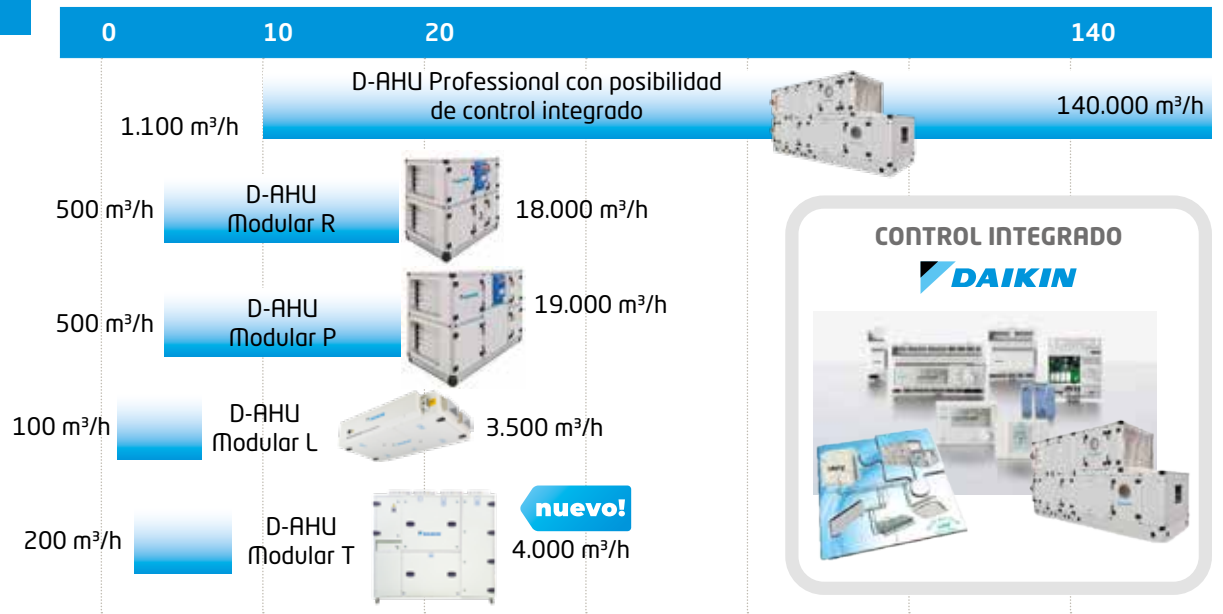 0 10 20 140
D-AHU Professional con posibilidad
de control integrado
1.100 m³/h
140.000 m³/h
500 m³/h
D-AHU
Modular R
18.000 m³/h
500 m³/h
D-AHU
Modular P
19.000 m³/h
100 m³/h
D-AHU
Modular L
3.500 m³/h
200 m³/h
D-AHU
Modular T
nuevo!
4.000 m³/h
CONTROL INTEGRADO
DAIKIN